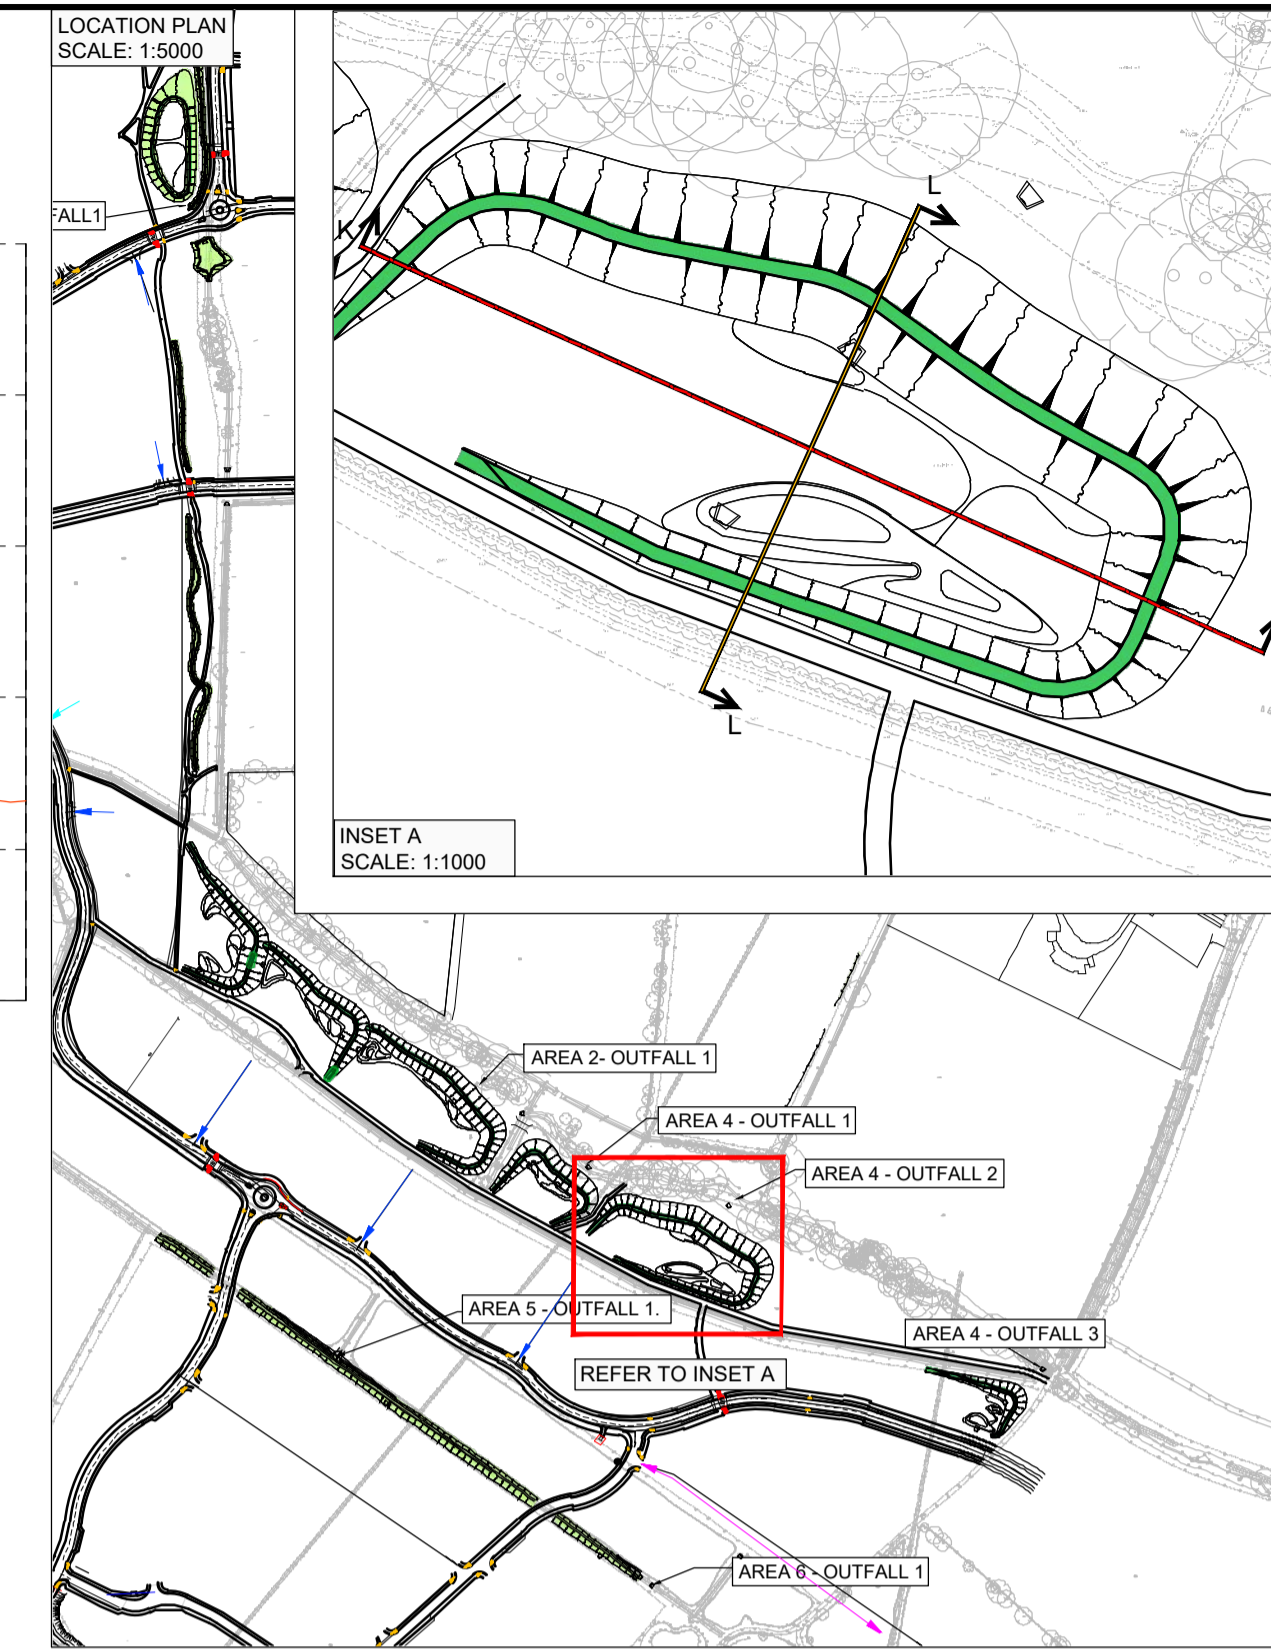 LOCATION PLAN
SCALE: 1:5000
FALL1
K
L
L
INSET A
SCALE: 1:1000
AREA 2- OUTFALL 1
AREA 4 - OUTFALL 1
AREA 4 - OUTFALL 2
AREA 5 - OUTFALL 1.
AREA 4 - OUTFALL 3
REFER TO INSET A
AREA 6 - OUTFALL 1